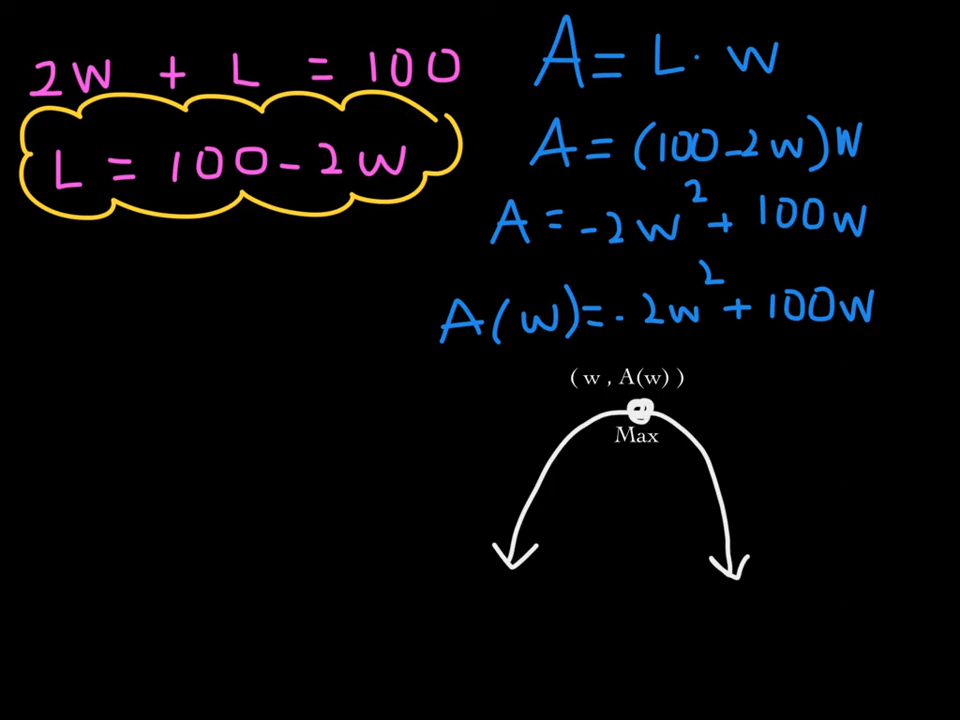 2w + L = 100
L = 100 - 2w
A = L · w
A = (100 - 2w)w
A = -2w² + 100w
A(w) = -2w² + 100w
( w , A(w) )
Max